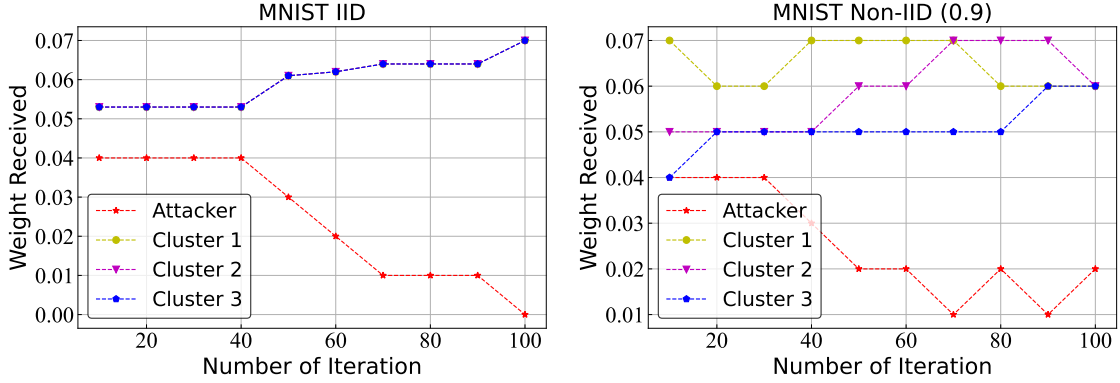 MNIST IID
Weight Received
0.07
0.06
0.05
0.04
0.03
0.02
0.01
0.00
Attacker
Cluster 1
Cluster 2
Cluster 3
20 40 60 80 100
Number of Iteration
MNIST Non-IID (0.9)
Weight Received
0.07
0.06
0.05
0.04
0.03
0.02
0.01
Attacker
Cluster 1
Cluster 2
Cluster 3
20 40 60 80 100
Number of Iteration